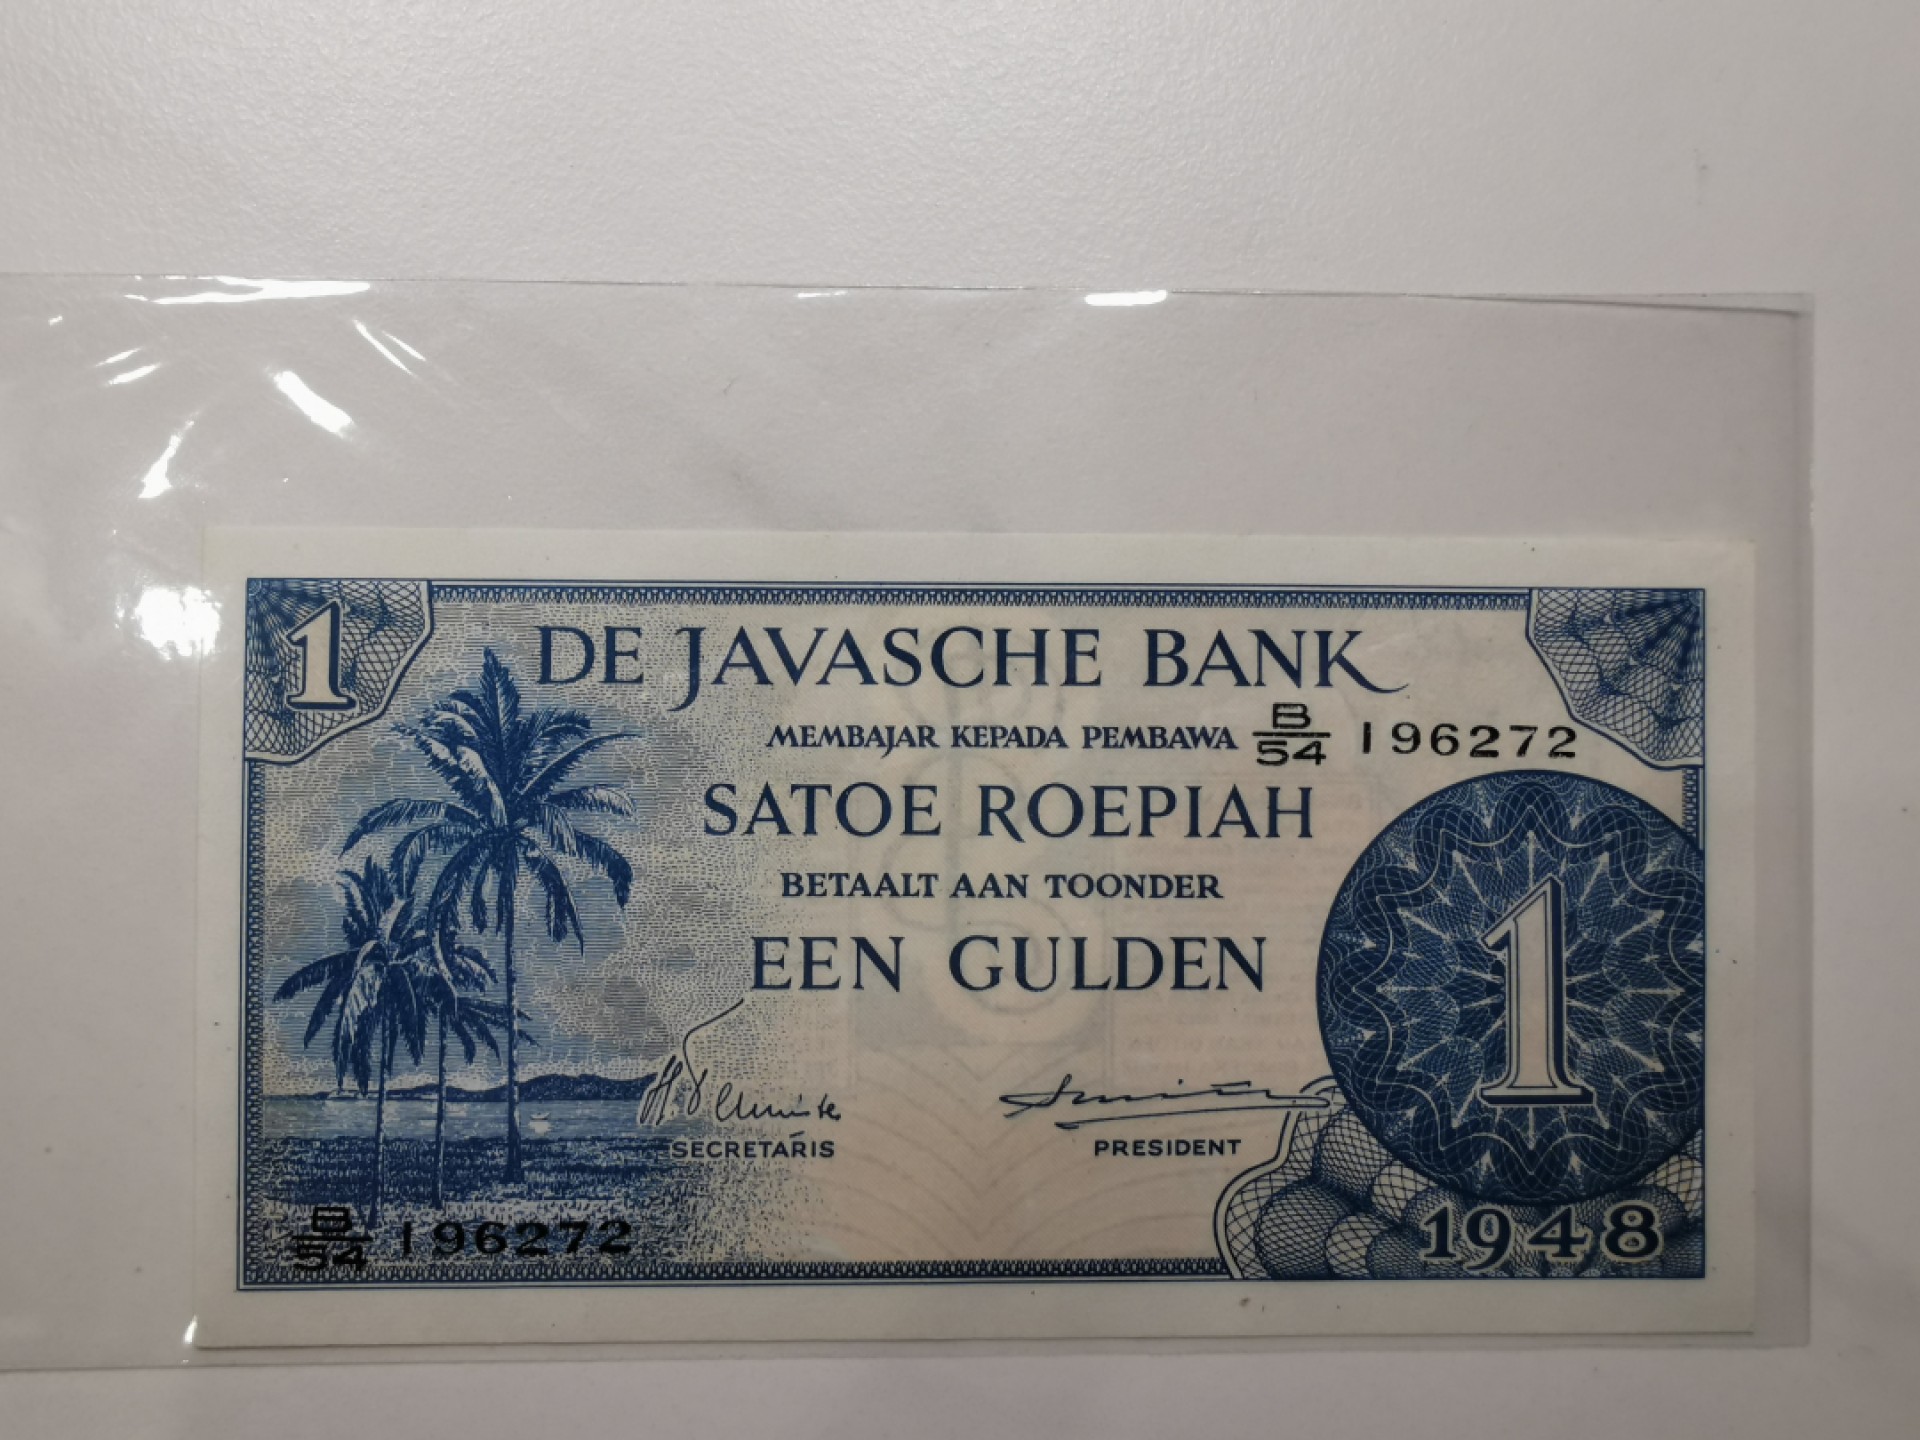 1
DE JAVASCHE BANK
MEMBAJAR KEPADA PEMBAWA
B/54 196272
SATOE ROEPIAH
BETAALT AAN TOONDER
EEN GULDEN
1
SECRETARIS
PRESIDENT
B/54 196272
1948